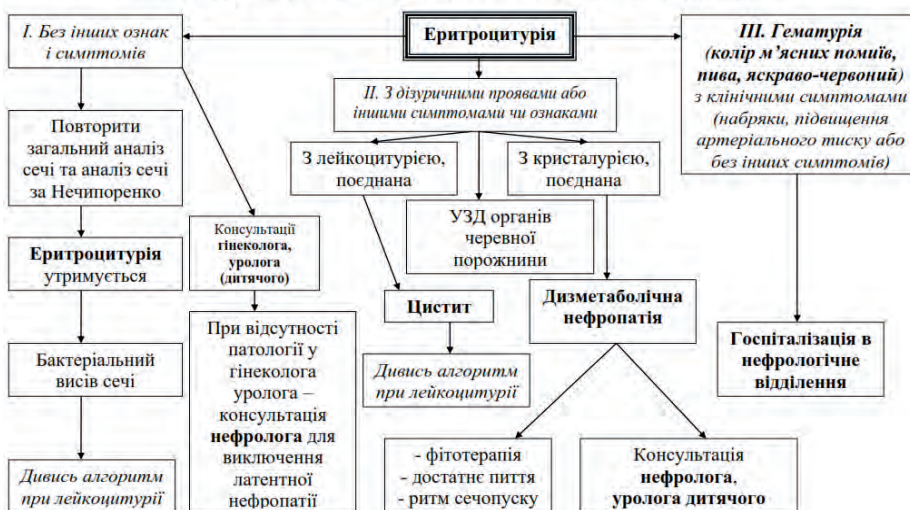 I. Без інших ознак
і симптомів
Еритроцитурія
III. Гематурія
(колір м’ясних помиїв,
пива, яскраво-червоний)
з клінічними симптомами
(набряки, підвищення
артеріального тиску або
без інших симптомів)
II. З дізуричними проявами або
іншими симптомами чи ознаками
Повторити
загальний аналіз
сечі та аналіз сечі
за Нечипоренко
З лейкоцитурією,
поєднана
З кристалурією,
поєднана
УЗД органів
черевної
порожнини
Консультації
гінеколога,
уролога
(дитячого)
Еритроцитурія
утримується
Цистит
Дизметаболічна
нефропатія
Госпіталізація в
нефрологічне
відділення
При відсутності
патології у
гінеколога
уролога –
консультація
нефролога для
виключення
латентної
нефропатії
Бактеріальний
висів сечі
Дивись алгоритм
при лейкоцитурії
Дивись алгоритм
при лейкоцитурії
- фітотерапія
- достатнє пиття
- ритм сечопуску
Консультація
нефролога,
уролога дитячого